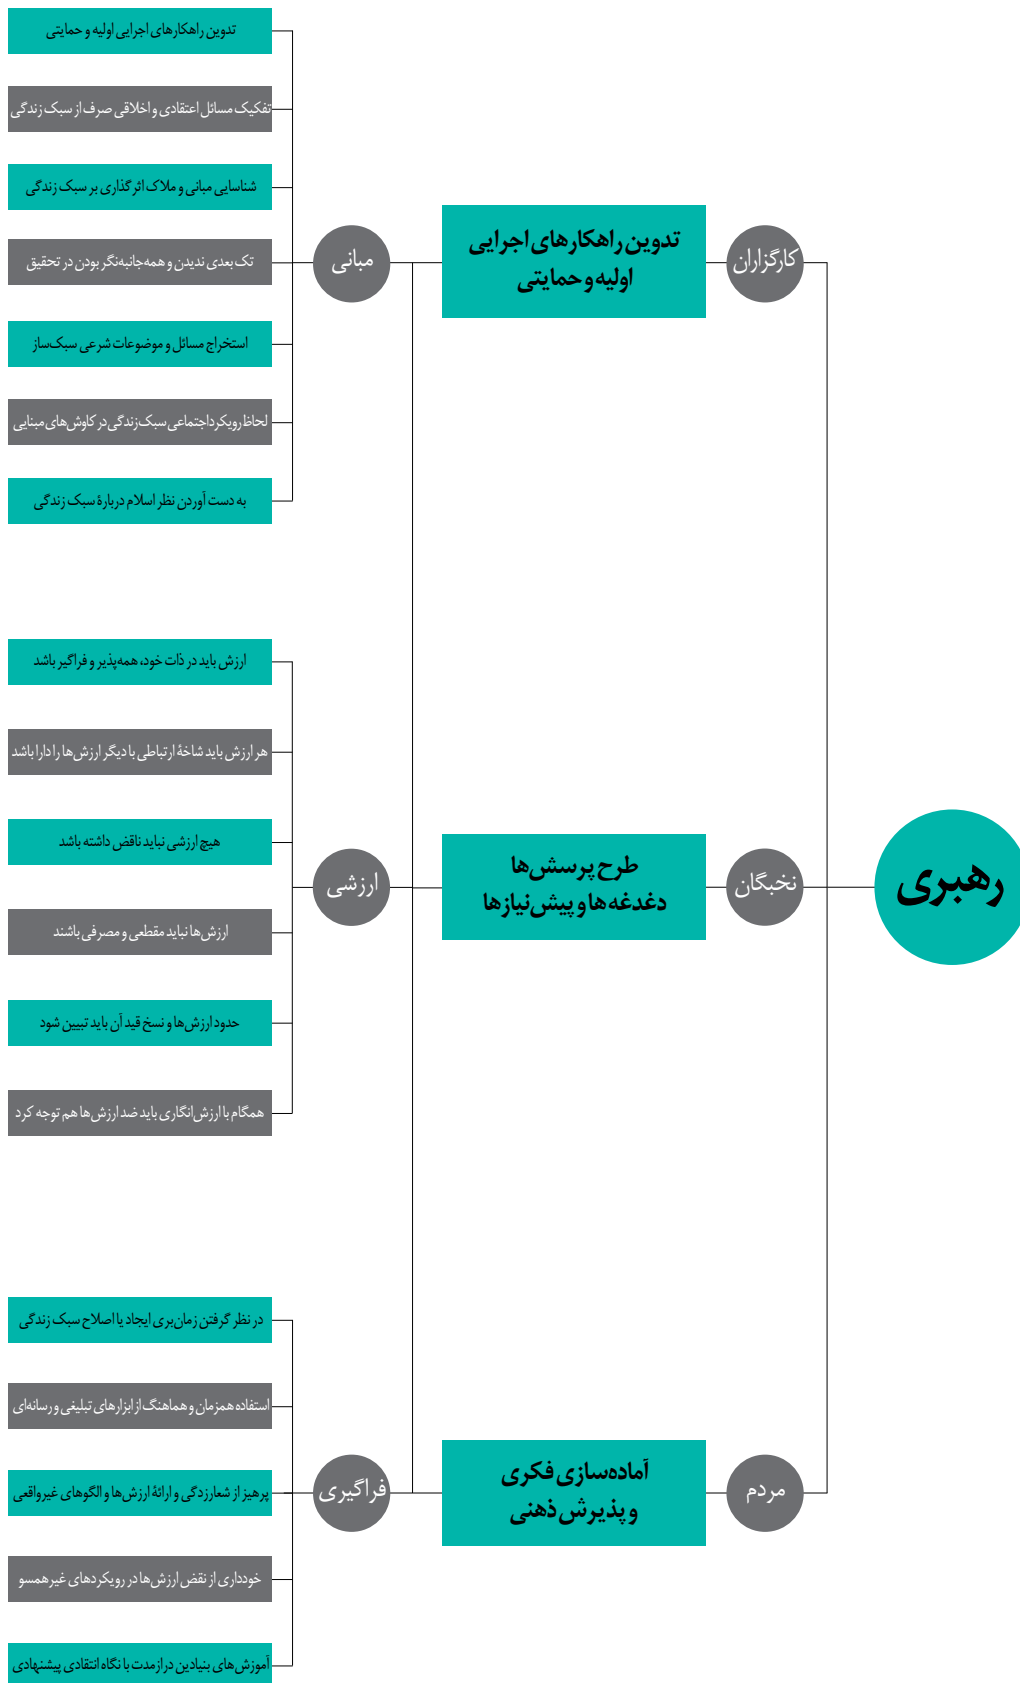 رهبری
کارگزاران
تدوین راهکارهای اجرایی
اولیه و حمایتی
مبانی
تدوین راهکارهای اجرایی اولیه و حمایتی
تفکیک مسائل اعتقادی و اخلاقی صرف از سبک زندگی
شناسایی مبانی و ملاک اثرگذاری بر سبک زندگی
تک بعدی ندیدن و همه‌جانبه‌نگر بودن در تحقیق
استخراج مسائل و موضوعات شرعی سبک‌ساز
لحاظ رویکرد اجتماعی سبک‌زندگی در کاوش‌های مبنایی
به دست آوردن نظر اسلام دربارهٔ سبک زندگی
نخبگان
طرح پرسش‌ها
دغدغه‌ها و پیش‌نیازها
ارزشی
ارزش باید در ذات خود، همه‌پذیر و فراگیر باشد
هر ارزش باید شاخهٔ ارتباطی با دیگر ارزش‌ها را دارا باشد
هیچ ارزشی نباید ناقض داشته باشد
ارزش‌ها نباید مقطعی و مصرفی باشند
حدود ارزش‌ها و نسخ قید آن باید تبیین شود
همگام با ارزش‌انگاری باید ضد ارزش‌ها هم توجه کرد
مردم
آماده‌سازی فکری
و پذیرش ذهنی
فراگیری
در نظر گرفتن زمان‌بری ایجاد یا اصلاح سبک زندگی
استفاده همزمان و هماهنگ از ابزارهای تبلیغی و رسانه‌ای
پرهیز از شعارزدگی و ارائهٔ ارزش‌ها و الگوهای غیرواقعی
خودداری از نقض ارزش‌ها در رویکردهای غیرهمسو
آموزش‌های بنیادین درازمدت با نگاه انتقادی پیشنهادی